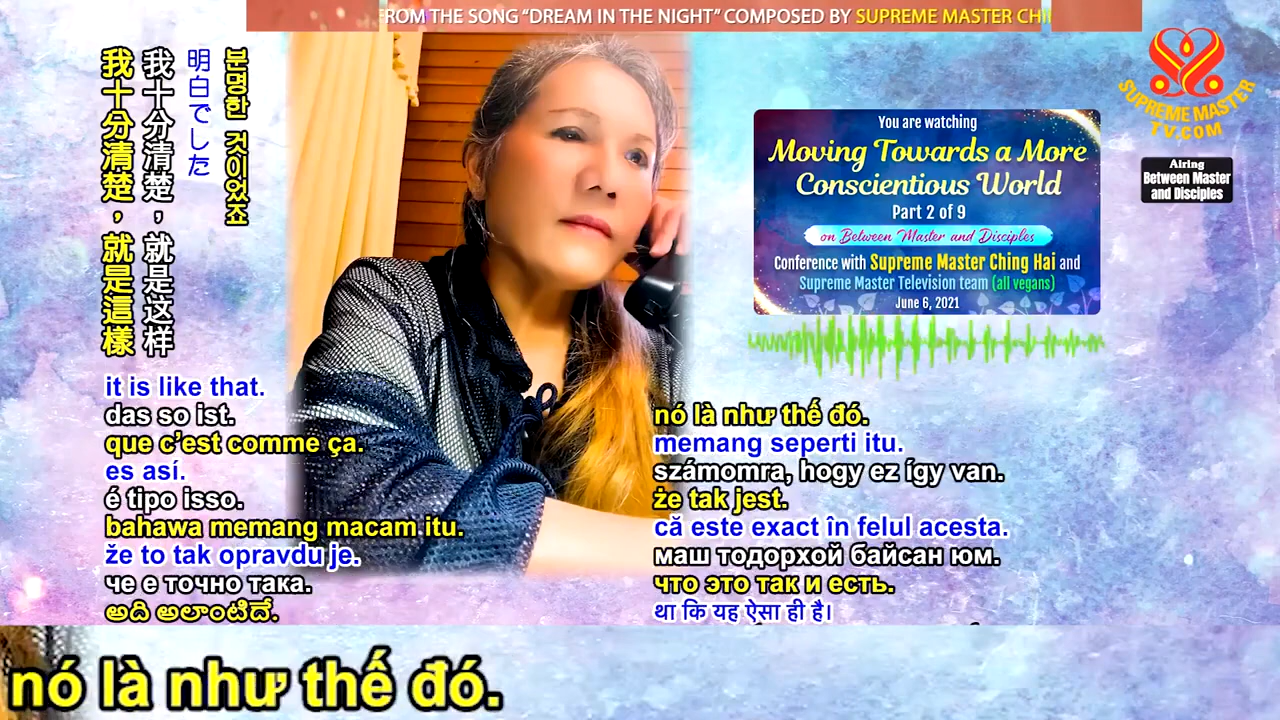 FROM THE SONG “DREAM IN THE NIGHT” COMPOSED BY SUPREME MASTER CHI
我十分清楚，就是這樣
我十分清楚，就是这样
明白でした
분명한 것이었죠
SUPREME MASTER
TV.COM
Airing
Between Master
and Disciples
You are watching
Moving Towards a More
Conscientious World
Part 2 of 9
on Between Master and Disciples
Conference with Supreme Master Ching Hai and
Supreme Master Television team (all vegans)
June 6, 2021
it is like that.
das so ist.
que c’est comme ça.
es así.
é tipo isso.
bahawa memang macam itu.
že to tak opravdu je.
че е точно така.
అది అలాంటిదే.
nó là như thế đó.
memang seperti itu.
számomra, hogy ez így van.
że tak jest.
că este exact în felul acesta.
маш тодорхой байсан юм.
что это так и есть.
था कि यह ऐसा ही है।
nó là như thế đó.